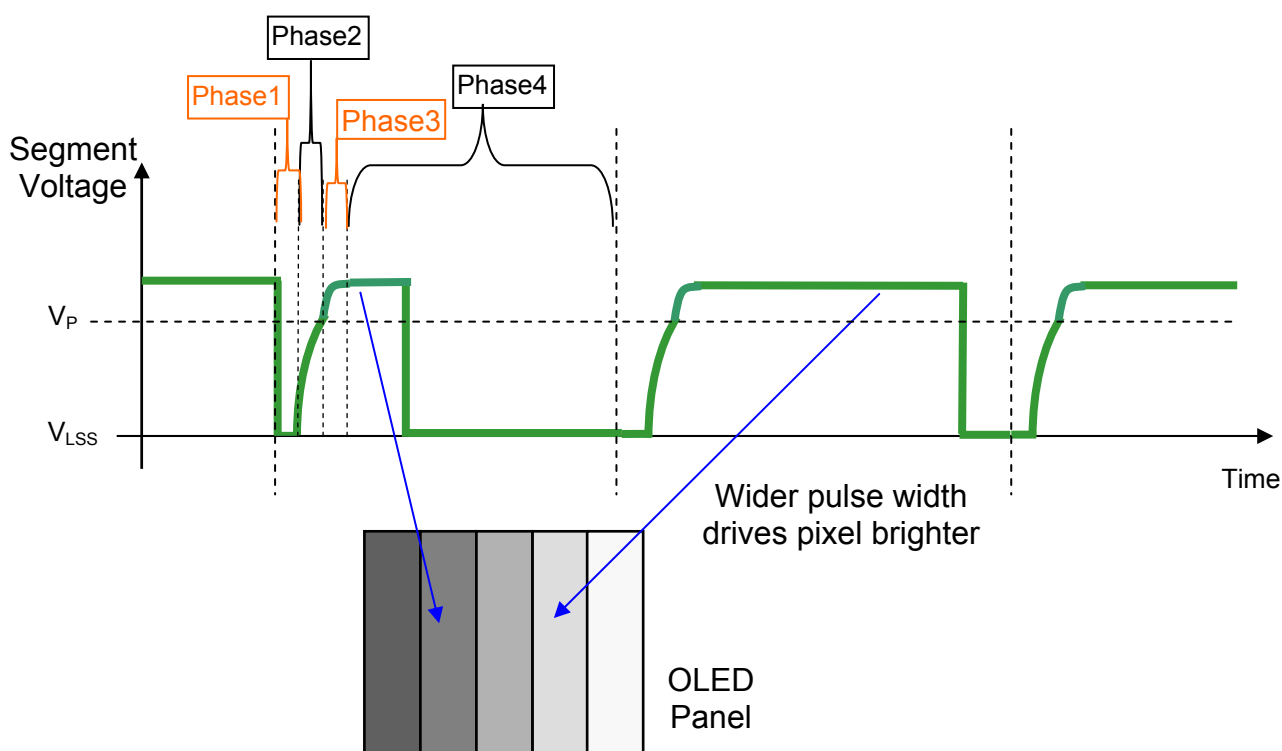 Phase2
Phase1
Phase4
Phase3
Segment
Voltage
VP
VLSS
Time
Wider pulse width
drives pixel brighter
OLED
Panel